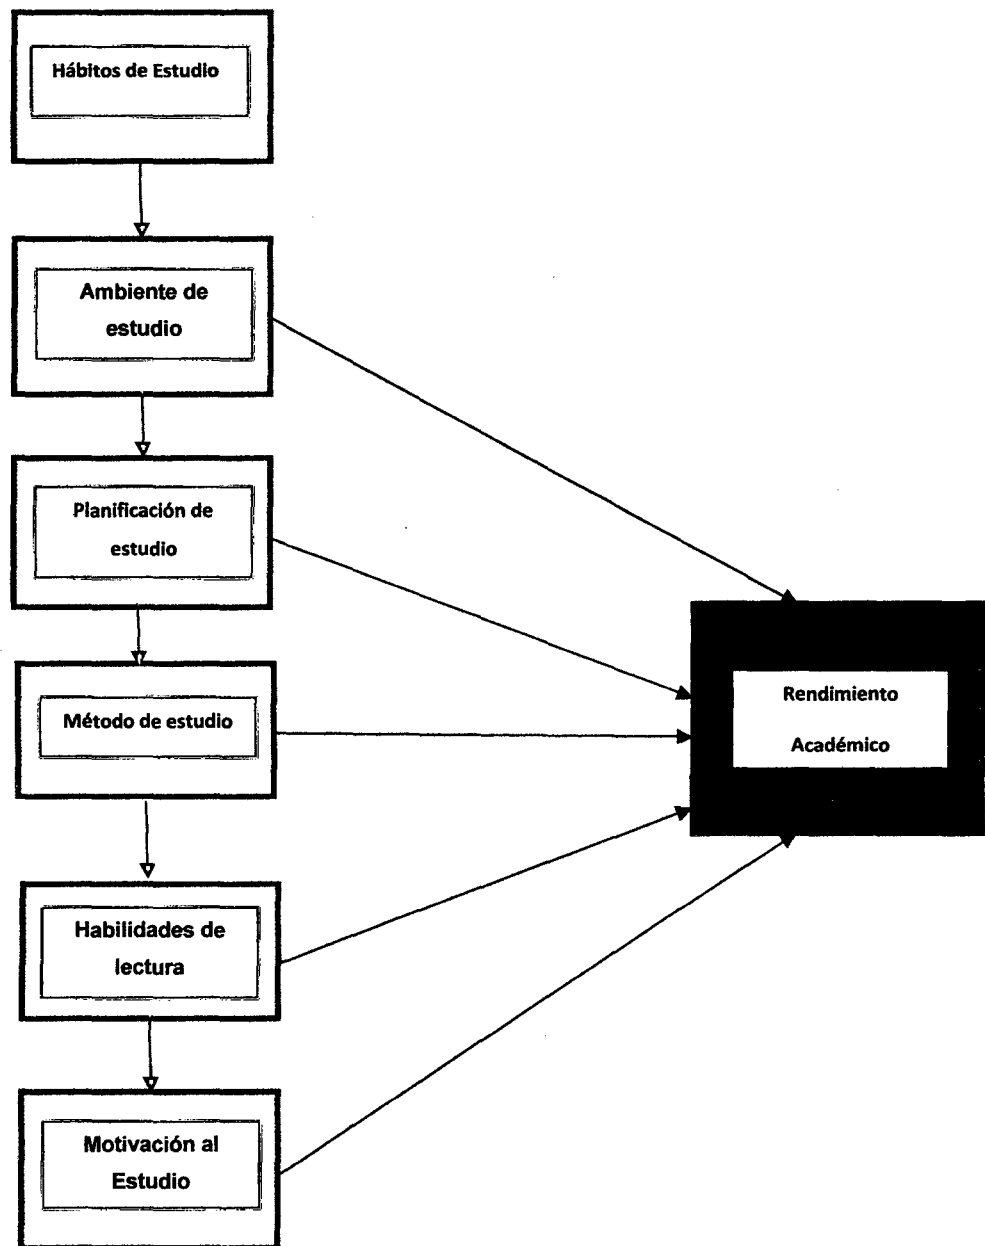 Hábitos de Estudio
Ambiente de
estudio
Planificación de
estudio
Método de estudio
Rendimiento
Académico
Habilidades de
lectura
Motivación al
Estudio